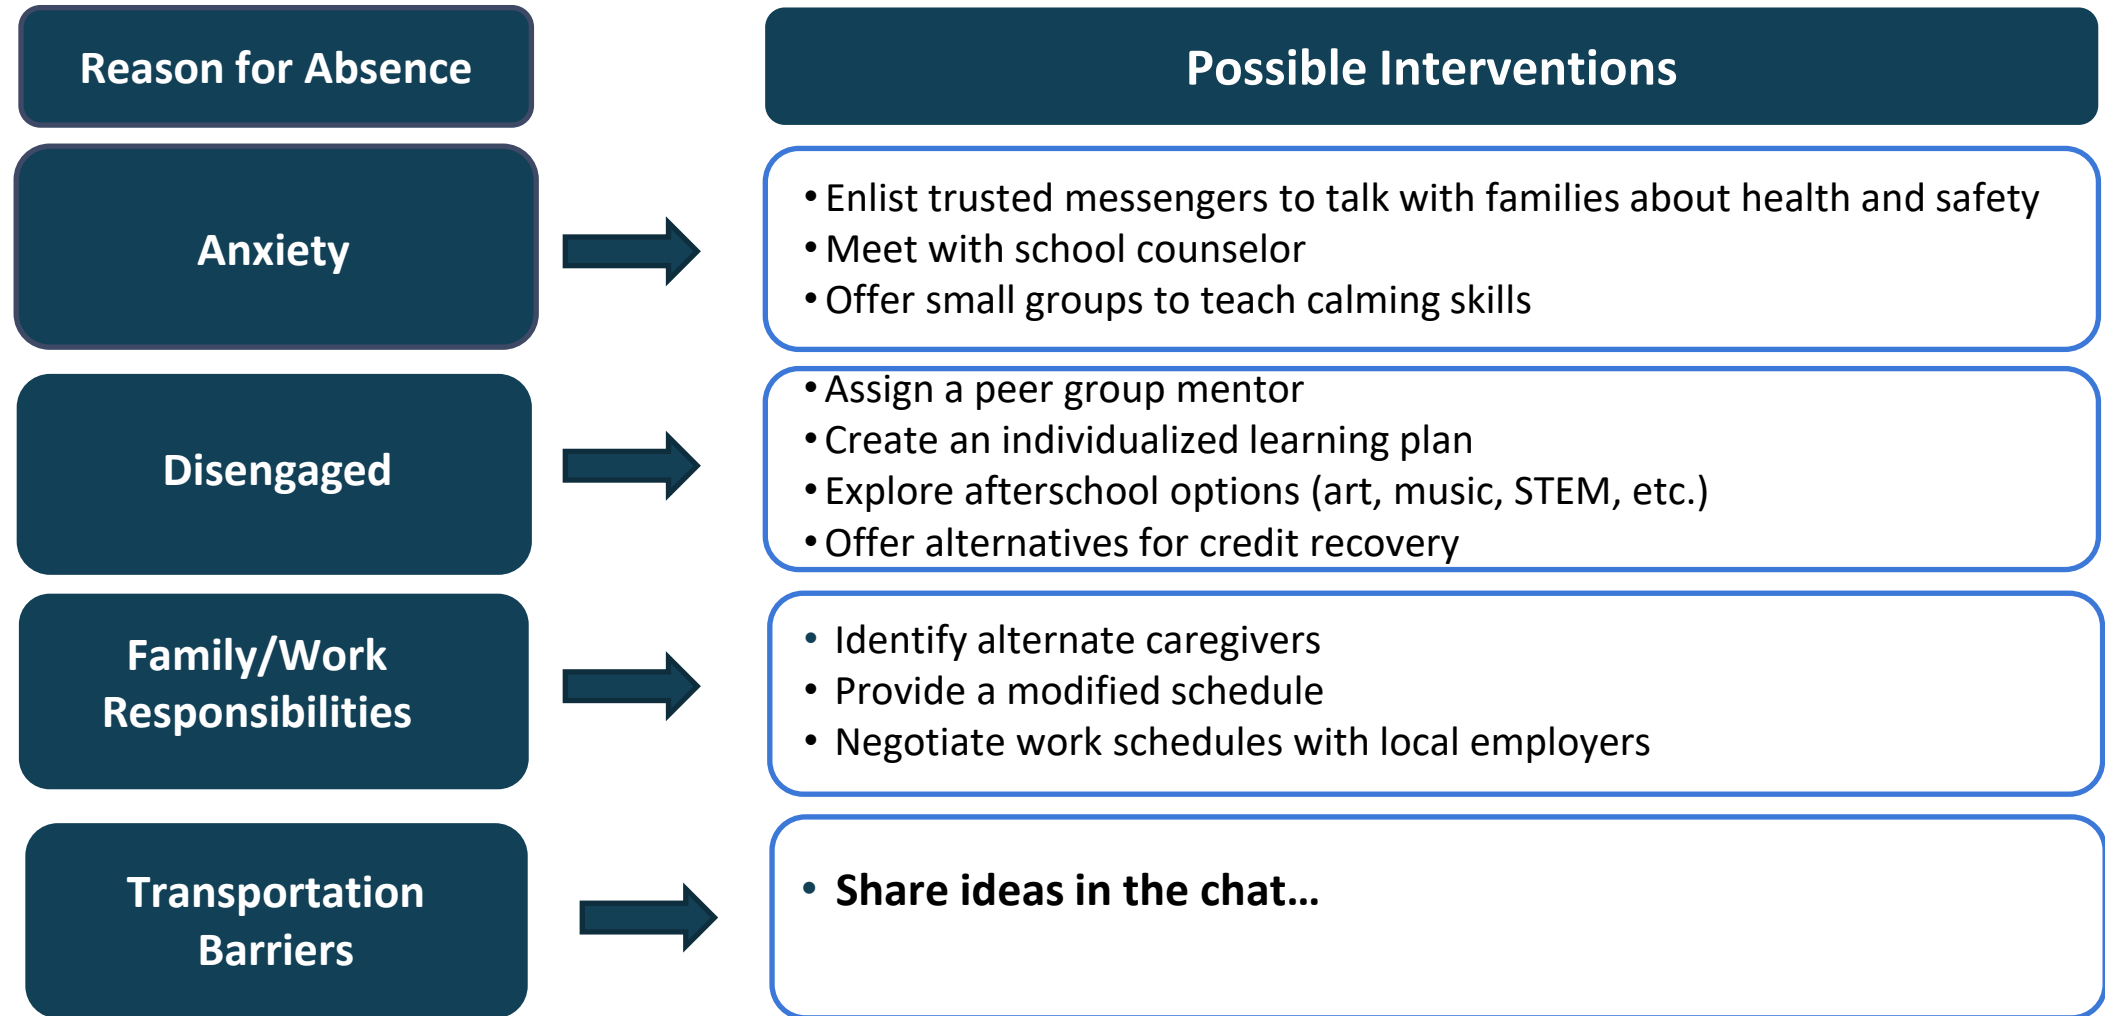 Reason for Absence
Possible Interventions
Anxiety
• Enlist trusted messengers to talk with families about health and safety
• Meet with school counselor
• Offer small groups to teach calming skills
Disengaged
• Assign a peer group mentor
• Create an individualized learning plan
• Explore afterschool options (art, music, STEM, etc.)
• Offer alternatives for credit recovery
Family/Work
Responsibilities
• Identify alternate caregivers
• Provide a modified schedule
• Negotiate work schedules with local employers
Transportation
Barriers
• Share ideas in the chat...